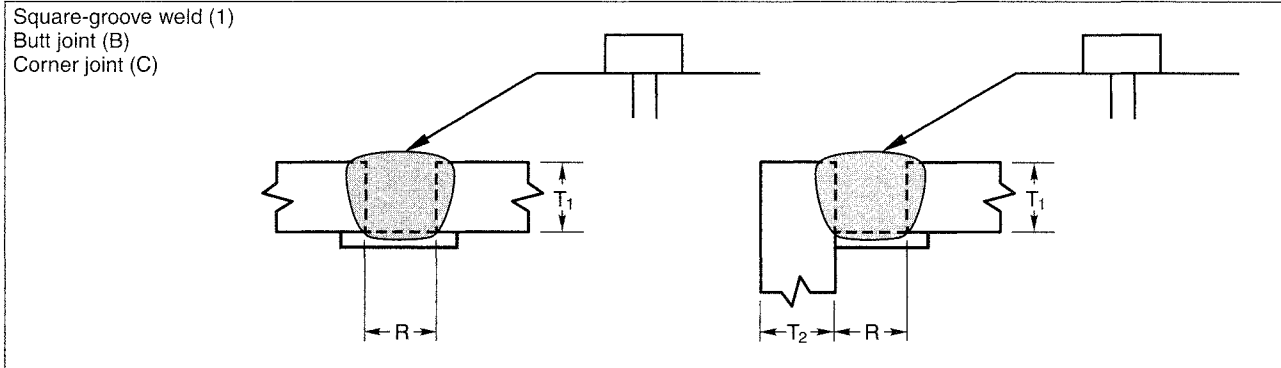 Square-groove weld (1)
Butt joint (B)
Corner joint (C)
T₁
T₁
R
T₂
R